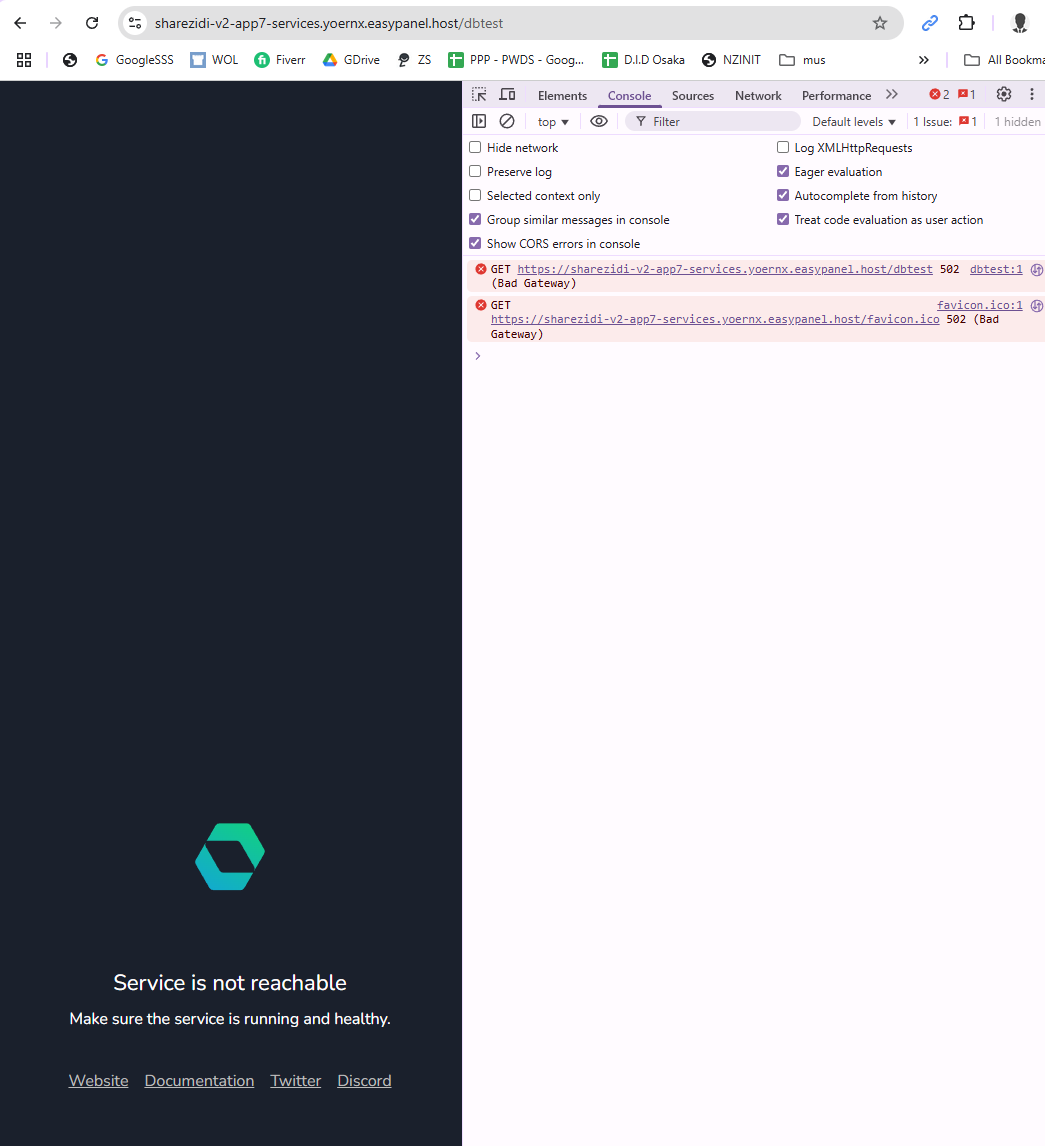 sharezidi-v2-app7-services.yoernx.easypanel.host/dbtest
GoogleSSS WOL Fiverr GDrive ZS PPP - PWDS - Goog... D.I.D Osaka NZINIT mus » All Bookma
Elements Console Sources Network Performance 2 1
top Filter Default levels 1 Issue: 1 1 hidden
Hide network Log XMLHttpRequests
Preserve log Eager evaluation
Selected context only Autocomplete from history
Group similar messages in console Treat code evaluation as user action
Show CORS errors in console
GET https://sharezidi-v2-app7-services.yoernx.easypanel.host/dbtest 502 dbtest:1
(Bad Gateway)
GET favicon.ico:1
https://sharezidi-v2-app7-services.yoernx.easypanel.host/favicon.ico 502 (Bad
Gateway)
Service is not reachable
Make sure the service is running and healthy.
Website Documentation Twitter Discord